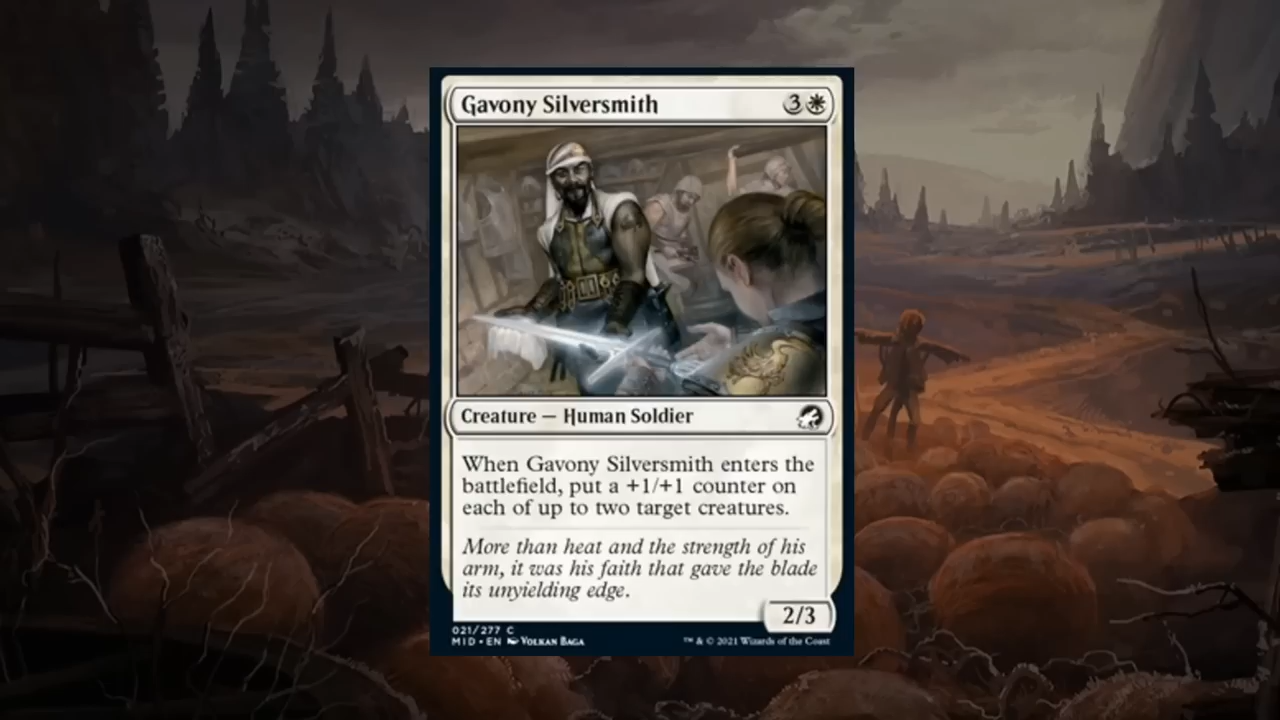 Gavony Silversmith 3
Creature — Human Soldier
When Gavony Silversmith enters the
battlefield, put a +1/+1 counter on
each of up to two target creatures.
More than heat and the strength of his
arm, it was his faith that gave the blade
its unyielding edge.
2/3
021/277 C
MID • EN VOLKAN BAGA ™ & © 2021 Wizards of the Coast